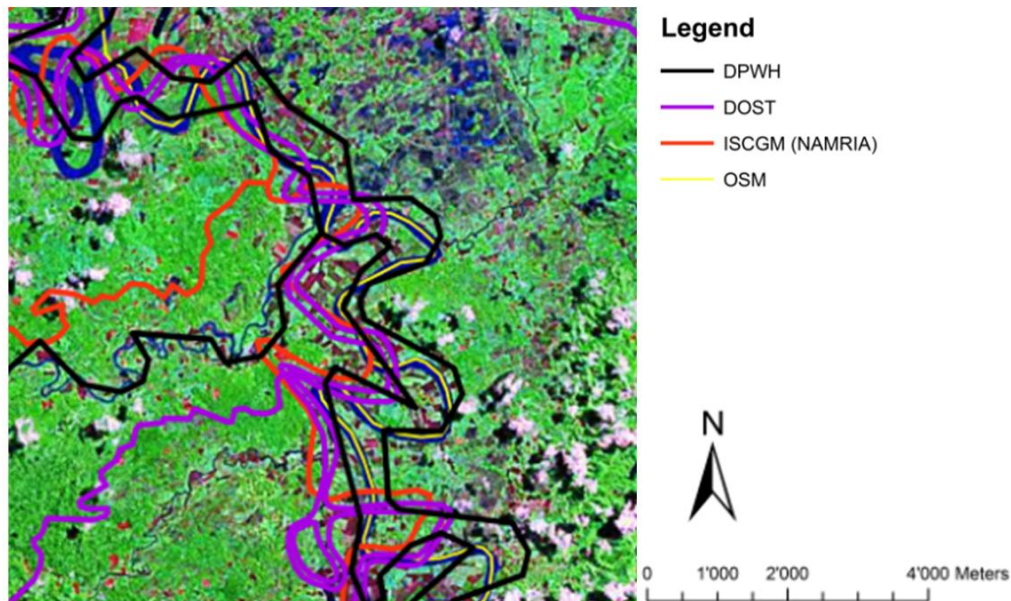 Legend
DPWH
DOST
ISCGM (NAMRIA)
OSM
N
0 1'000 2'000 4'000 Meters